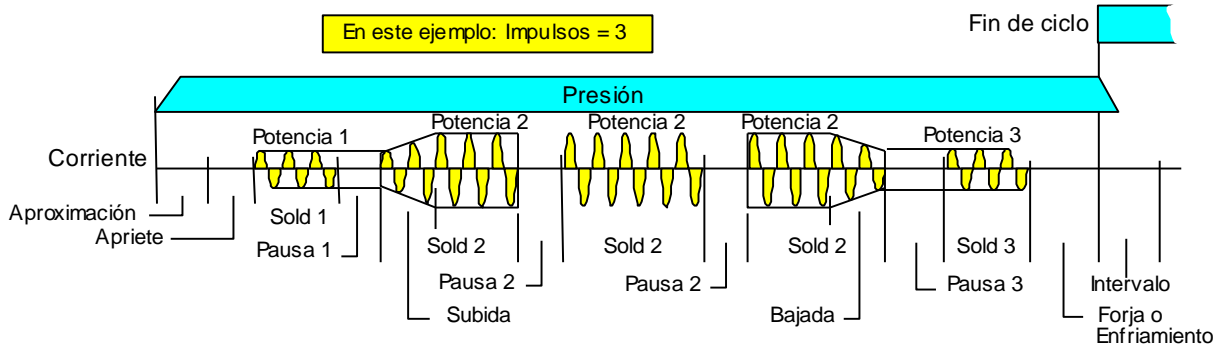 En este ejemplo: Impulsos = 3
Fin de ciclo
Presión
Potencia 1
Potencia 2
Potencia 2
Potencia 2
Potencia 3
Corriente
Aproximación
Apriete
Sold 1
Pausa 1
Sold 2
Pausa 2
Subida
Sold 2
Pausa 2
Sold 2
Bajada
Sold 3
Pausa 3
Intervalo
Forja o
Enfriamiento